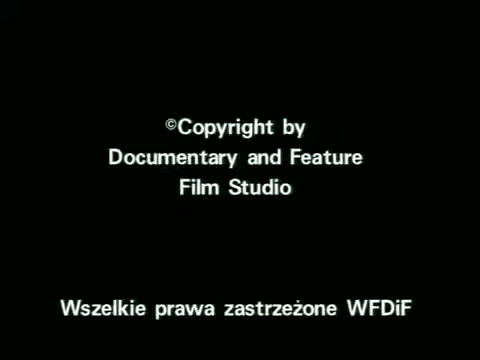 ©Copyright by
Documentary and Feature
Film Studio
Wszelkie prawa zastrzeżone WFDiF